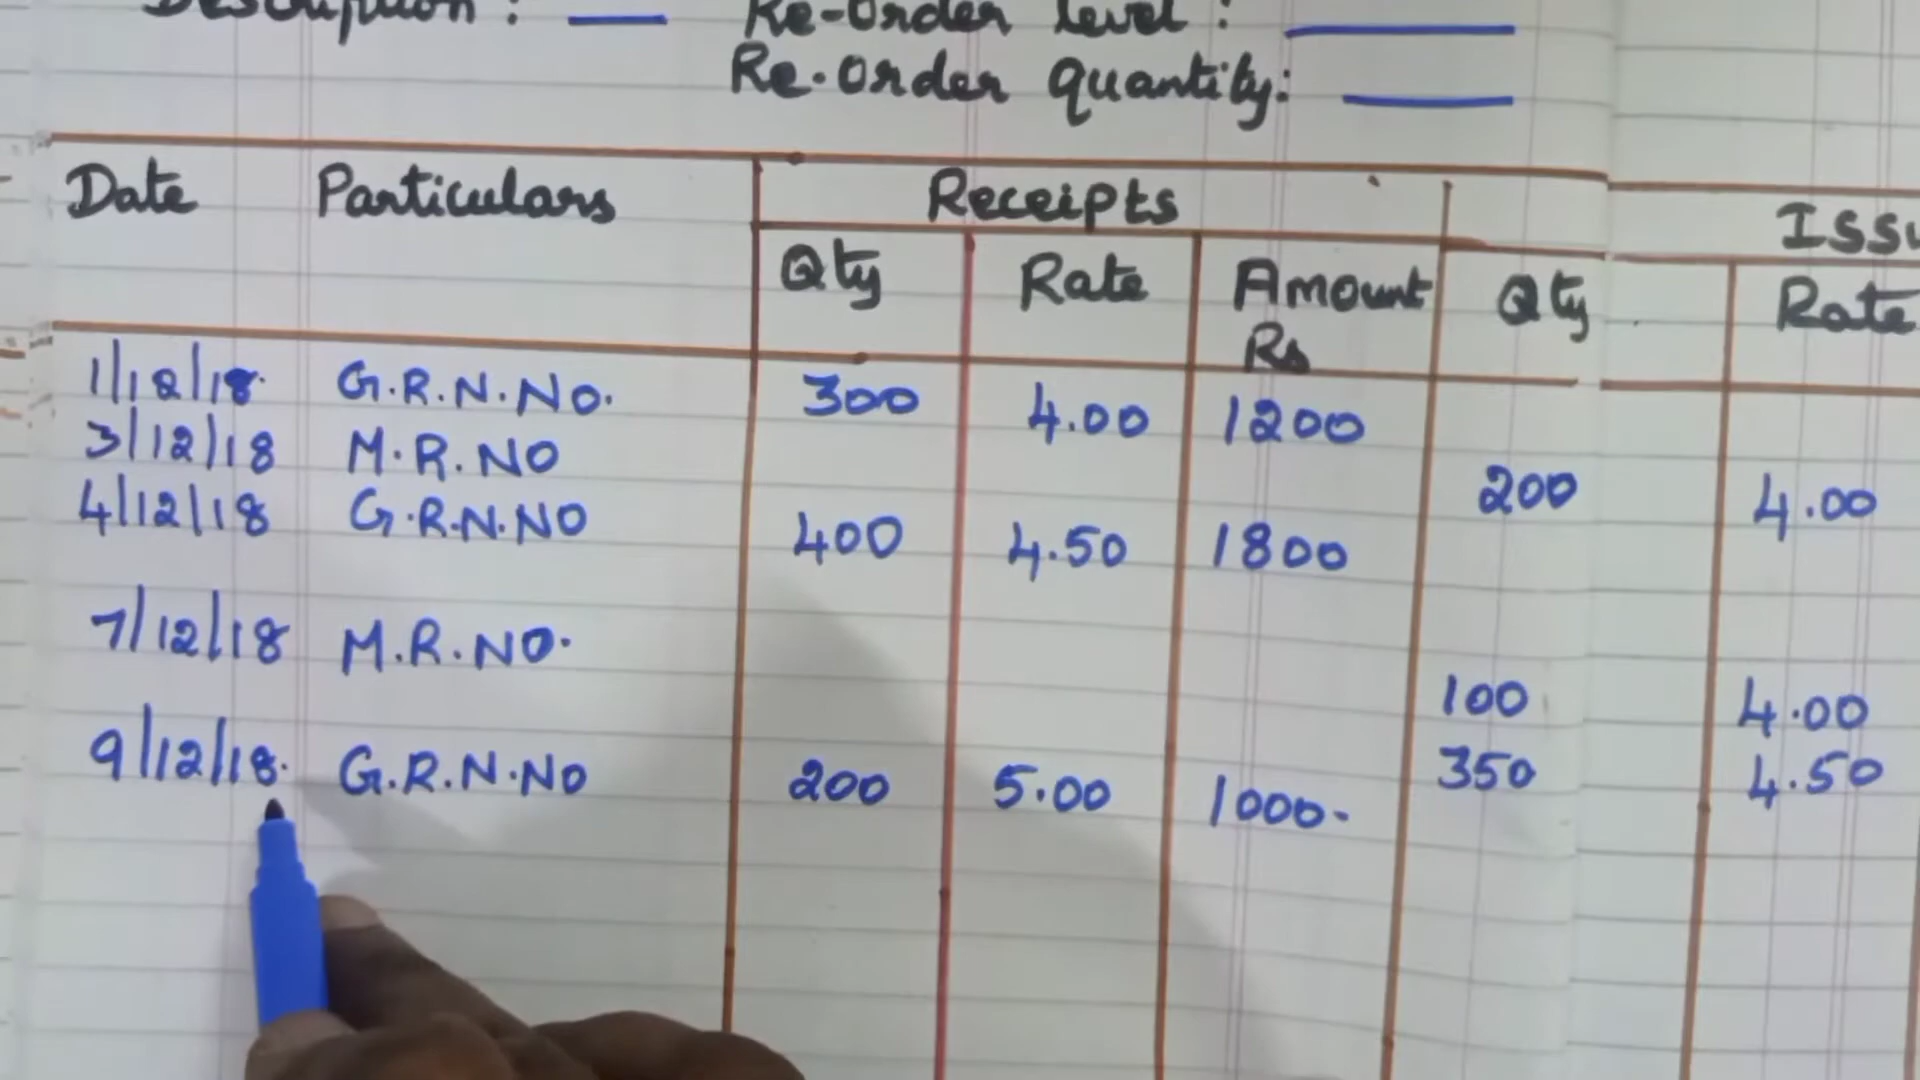 Description : Re-Order level :
Re-Order quantity:
Date Particulars Receipts
Qty Rate Amount Rs Qty Rate
1/12/18 G.R.N.NO. 300 4.00 1200
3/12/18 M.R.NO 200 4.00
4/12/18 G.R.N.NO 400 4.50 1800
7/12/18 M.R.NO. 100 4.00
350 4.50
9/12/18. G.R.N.NO 200 5.00 1000